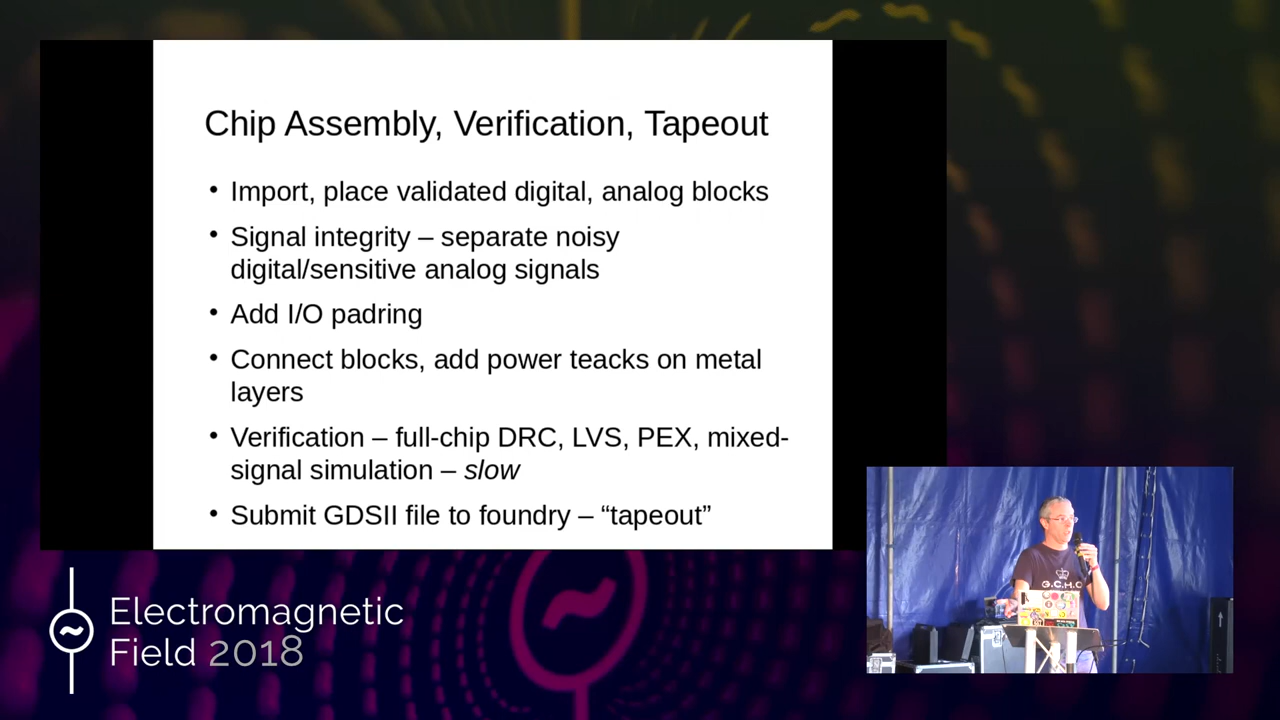 Chip Assembly, Verification, Tapeout
• Import, place validated digital, analog blocks
• Signal integrity – separate noisy
digital/sensitive analog signals
• Add I/O padring
• Connect blocks, add power teacks on metal
layers
• Verification – full-chip DRC, LVS, PEX, mixed-
signal simulation – slow
• Submit GDSII file to foundry – “tapeout”
G.C.H.Q
Electromagnetic
Field 2018